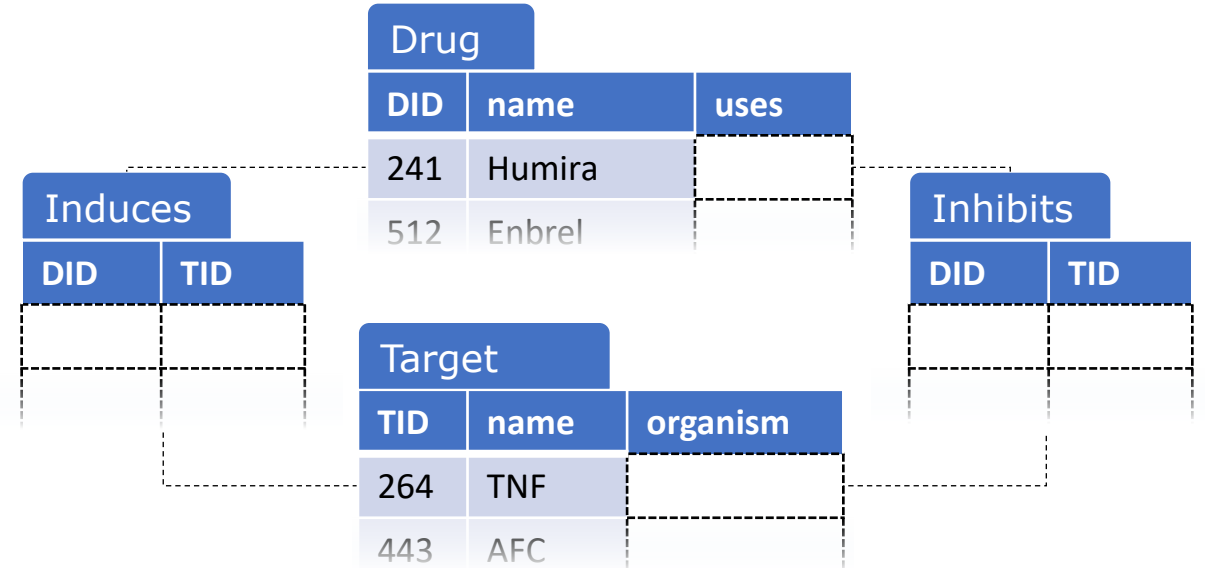 Drug
DID name uses
241 Humira
512 Enbrel
Induces
DID TID
Inhibits
DID TID
Target
TID name organism
264 TNF
443 AFC